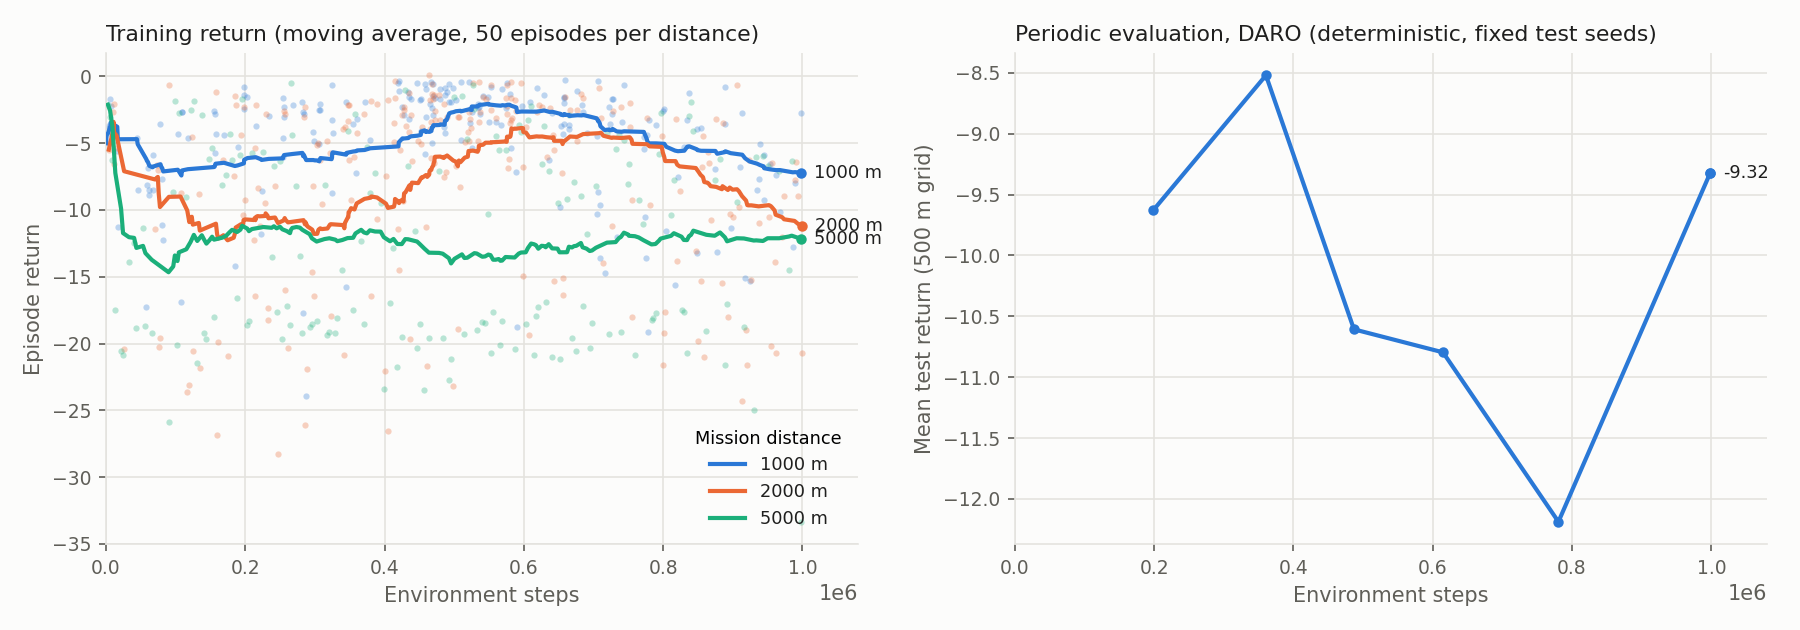 Training return (moving average, 50 episodes per distance)
Episode return
0
−5
−10
−15
−20
−25
−30
−35
1000 m
2000 m
5000 m
Mission distance
1000 m
2000 m
5000 m
0.0 0.2 0.4 0.6 0.8 1.0
1e6
Environment steps
Periodic evaluation, DARO (deterministic, fixed test seeds)
Mean test return (500 m grid)
−8.5
−9.0
−9.5
−10.0
−10.5
−11.0
−11.5
−12.0
-9.32
0.0 0.2 0.4 0.6 0.8 1.0
1e6
Environment steps